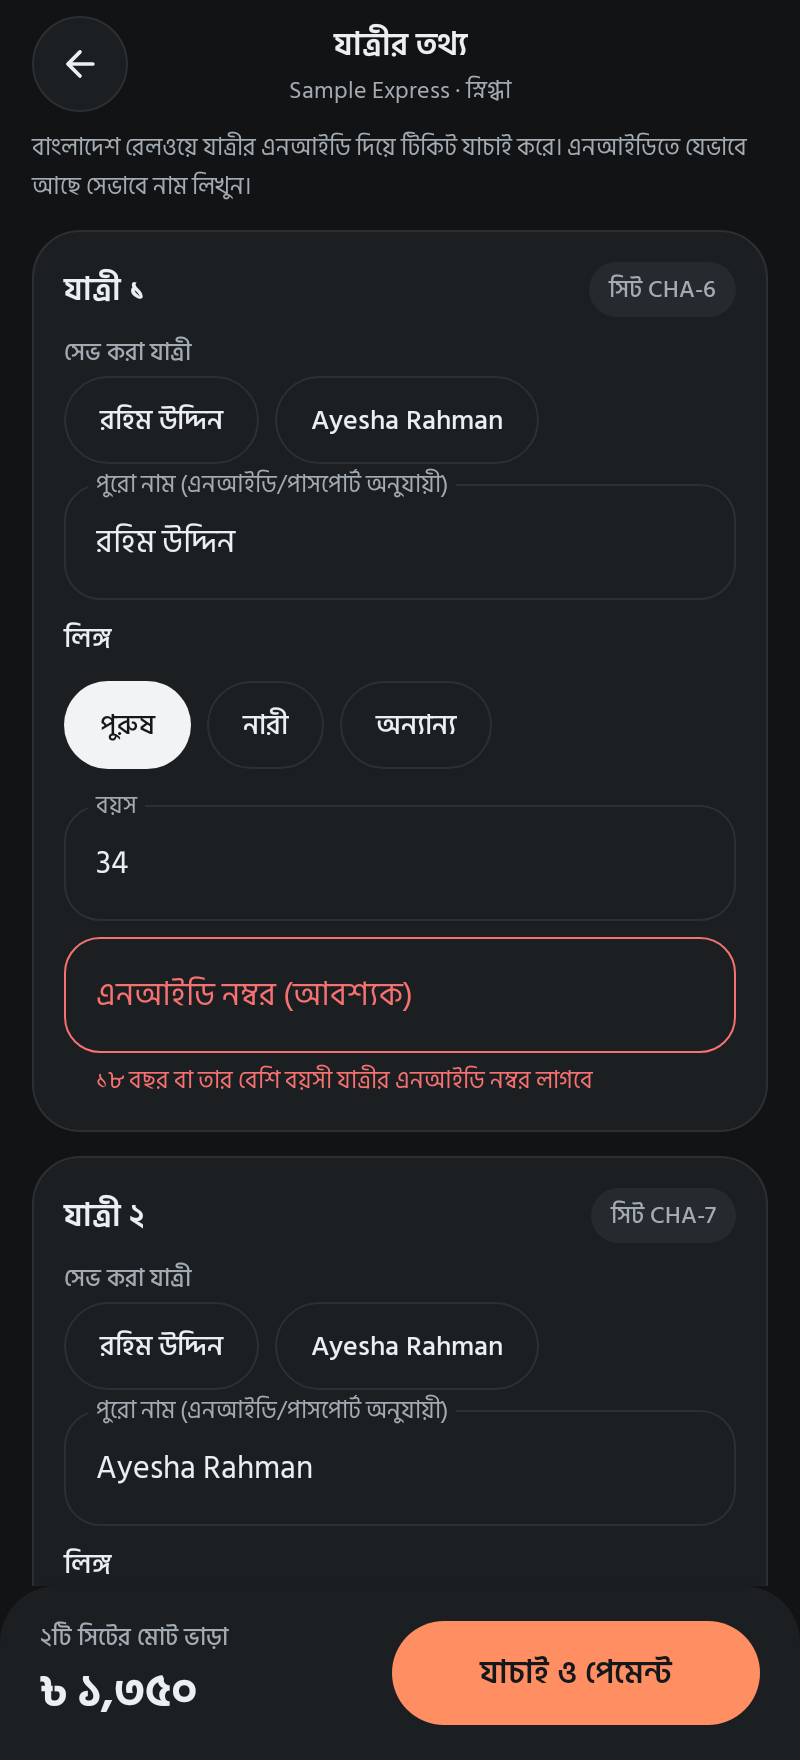 যাত্রীর তথ্য
Sample Express · স্নিগ্ধা
বাংলাদেশ রেলওয়ে যাত্রীর এনআইডি দিয়ে টিকিট যাচাই করে। এনআইডিতে যেভাবে
আছে সেভাবে নাম লিখুন।
যাত্রী ১
সিট CHA-6
সেভ করা যাত্রী
রহিম উদ্দিন
Ayesha Rahman
পুরো নাম (এনআইডি/পাসপোর্ট অনুযায়ী)
রহিম উদ্দিন
লিঙ্গ
পুরুষ
নারী
অন্যান্য
বয়স
34
এনআইডি নম্বর (আবশ্যক)
১৮ বছর বা তার বেশি বয়সী যাত্রীর এনআইডি নম্বর লাগবে
যাত্রী ২
সিট CHA-7
সেভ করা যাত্রী
রহিম উদ্দিন
Ayesha Rahman
পুরো নাম (এনআইডি/পাসপোর্ট অনুযায়ী)
Ayesha Rahman
লিঙ্গ
২টি সিটের মোট ভাড়া
৳ ১,৩৫০
যাচাই ও পেমেন্ট